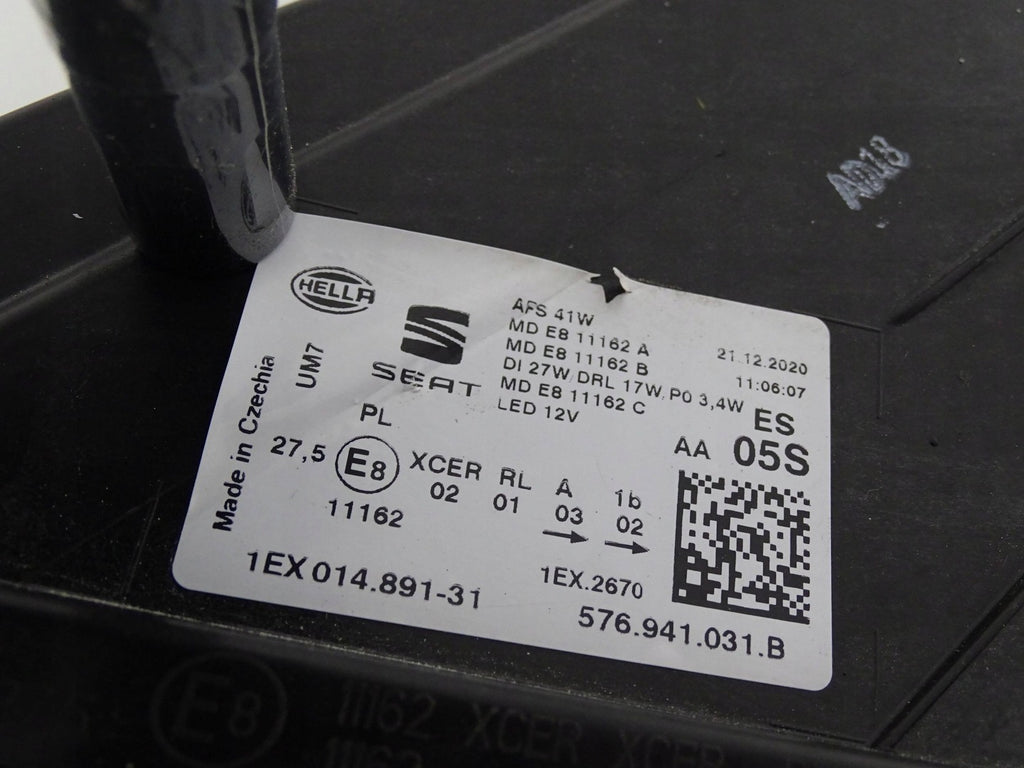 AD18
HELLA
SEAT
AFS 41W
MD E8 11162 A
MD E8 11162 B
DI 27W/DRL 17W, PO 3,4W
MD E8 11162 C
LED 12V
21.12.2020
11:06:07
ES
AA 05S
UM7
Made in Czechia
PL
27,5 E8 XCER RL A 1b
02 01 03 02
11162
1EX 014.891-31
1EX.2670
576.941.031.B
E8 11162 XCER XCER